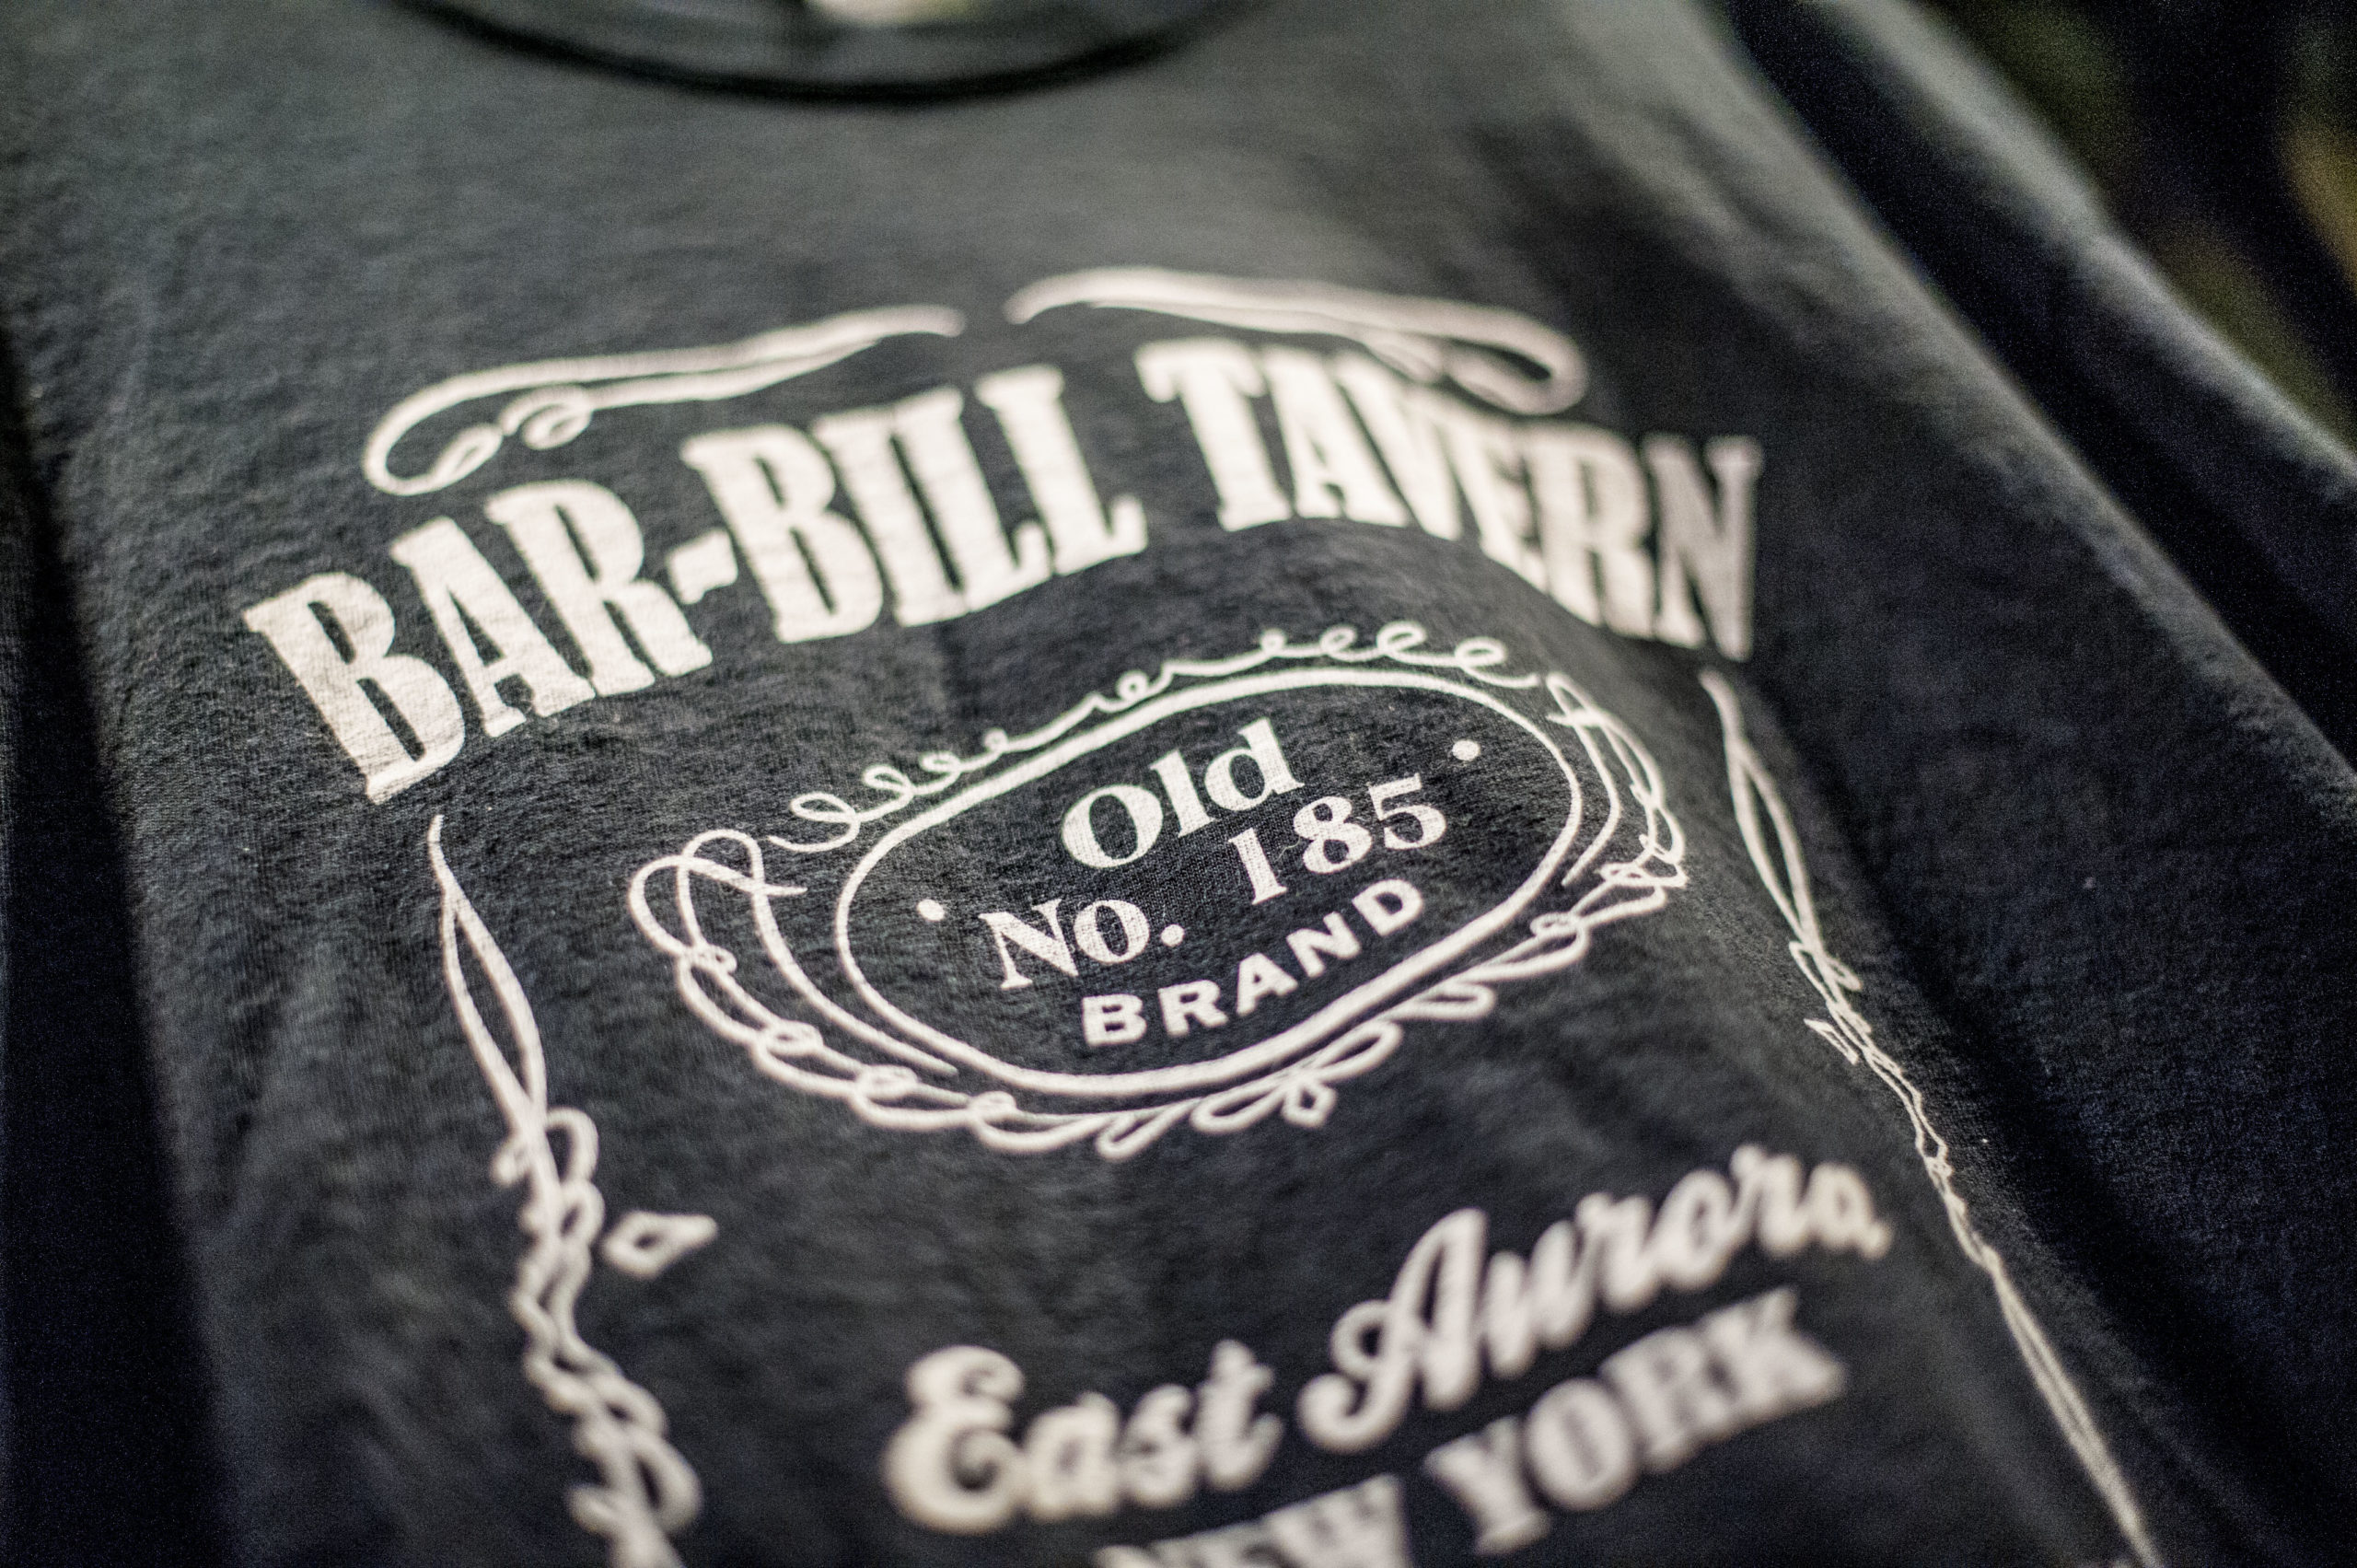 BAR-BILL TAVERN
Old
No. 185
BRAND
East Aurora,
NEW YORK